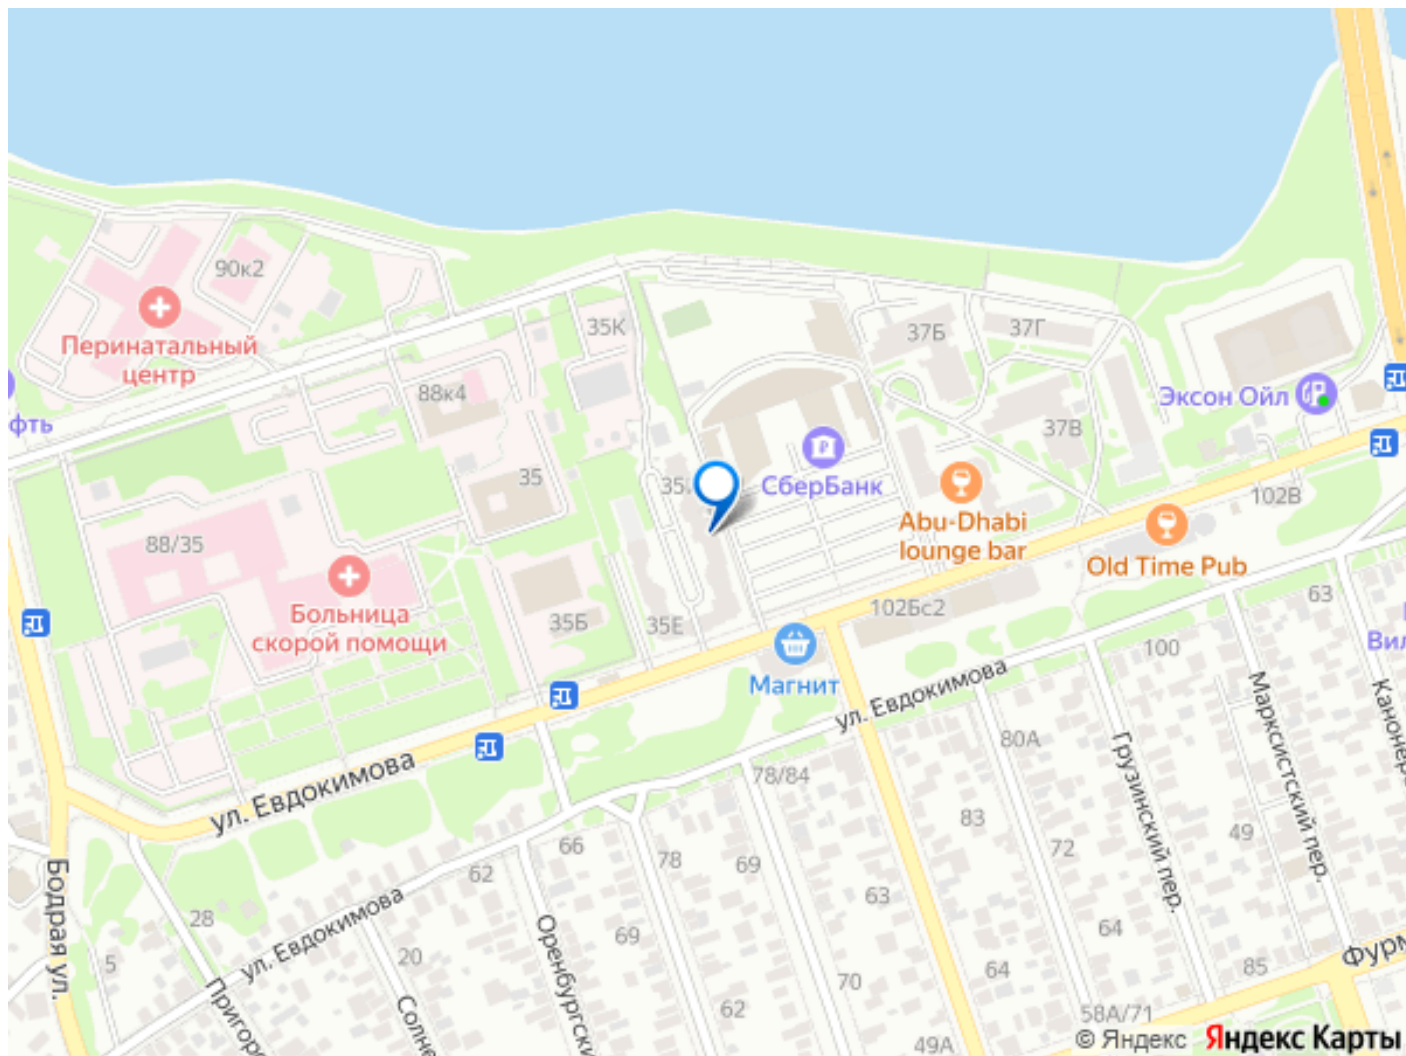 90к2
Перинатальный
центр
35К
37Б
37Г
88к4
Эксон Ойл
фть
37В
СберБанк
35
102В
Abu-Dhabi
lounge bar
88/35
Old Time Pub
Больница
скорой помощи
35Б
35Е
102Бс2
63
100
Магнит
ул. Евдокимова
ул. Евдокимова
80А
78/84
Грузинский пер.
Марксистский пер.
83
49
66
78
69
72
62
Бодрая ул.
28
63
ул. Евдокимова
69
64
5
20
64
85
70
62
58А/71
49А
© Яндекс Яндекс Карты